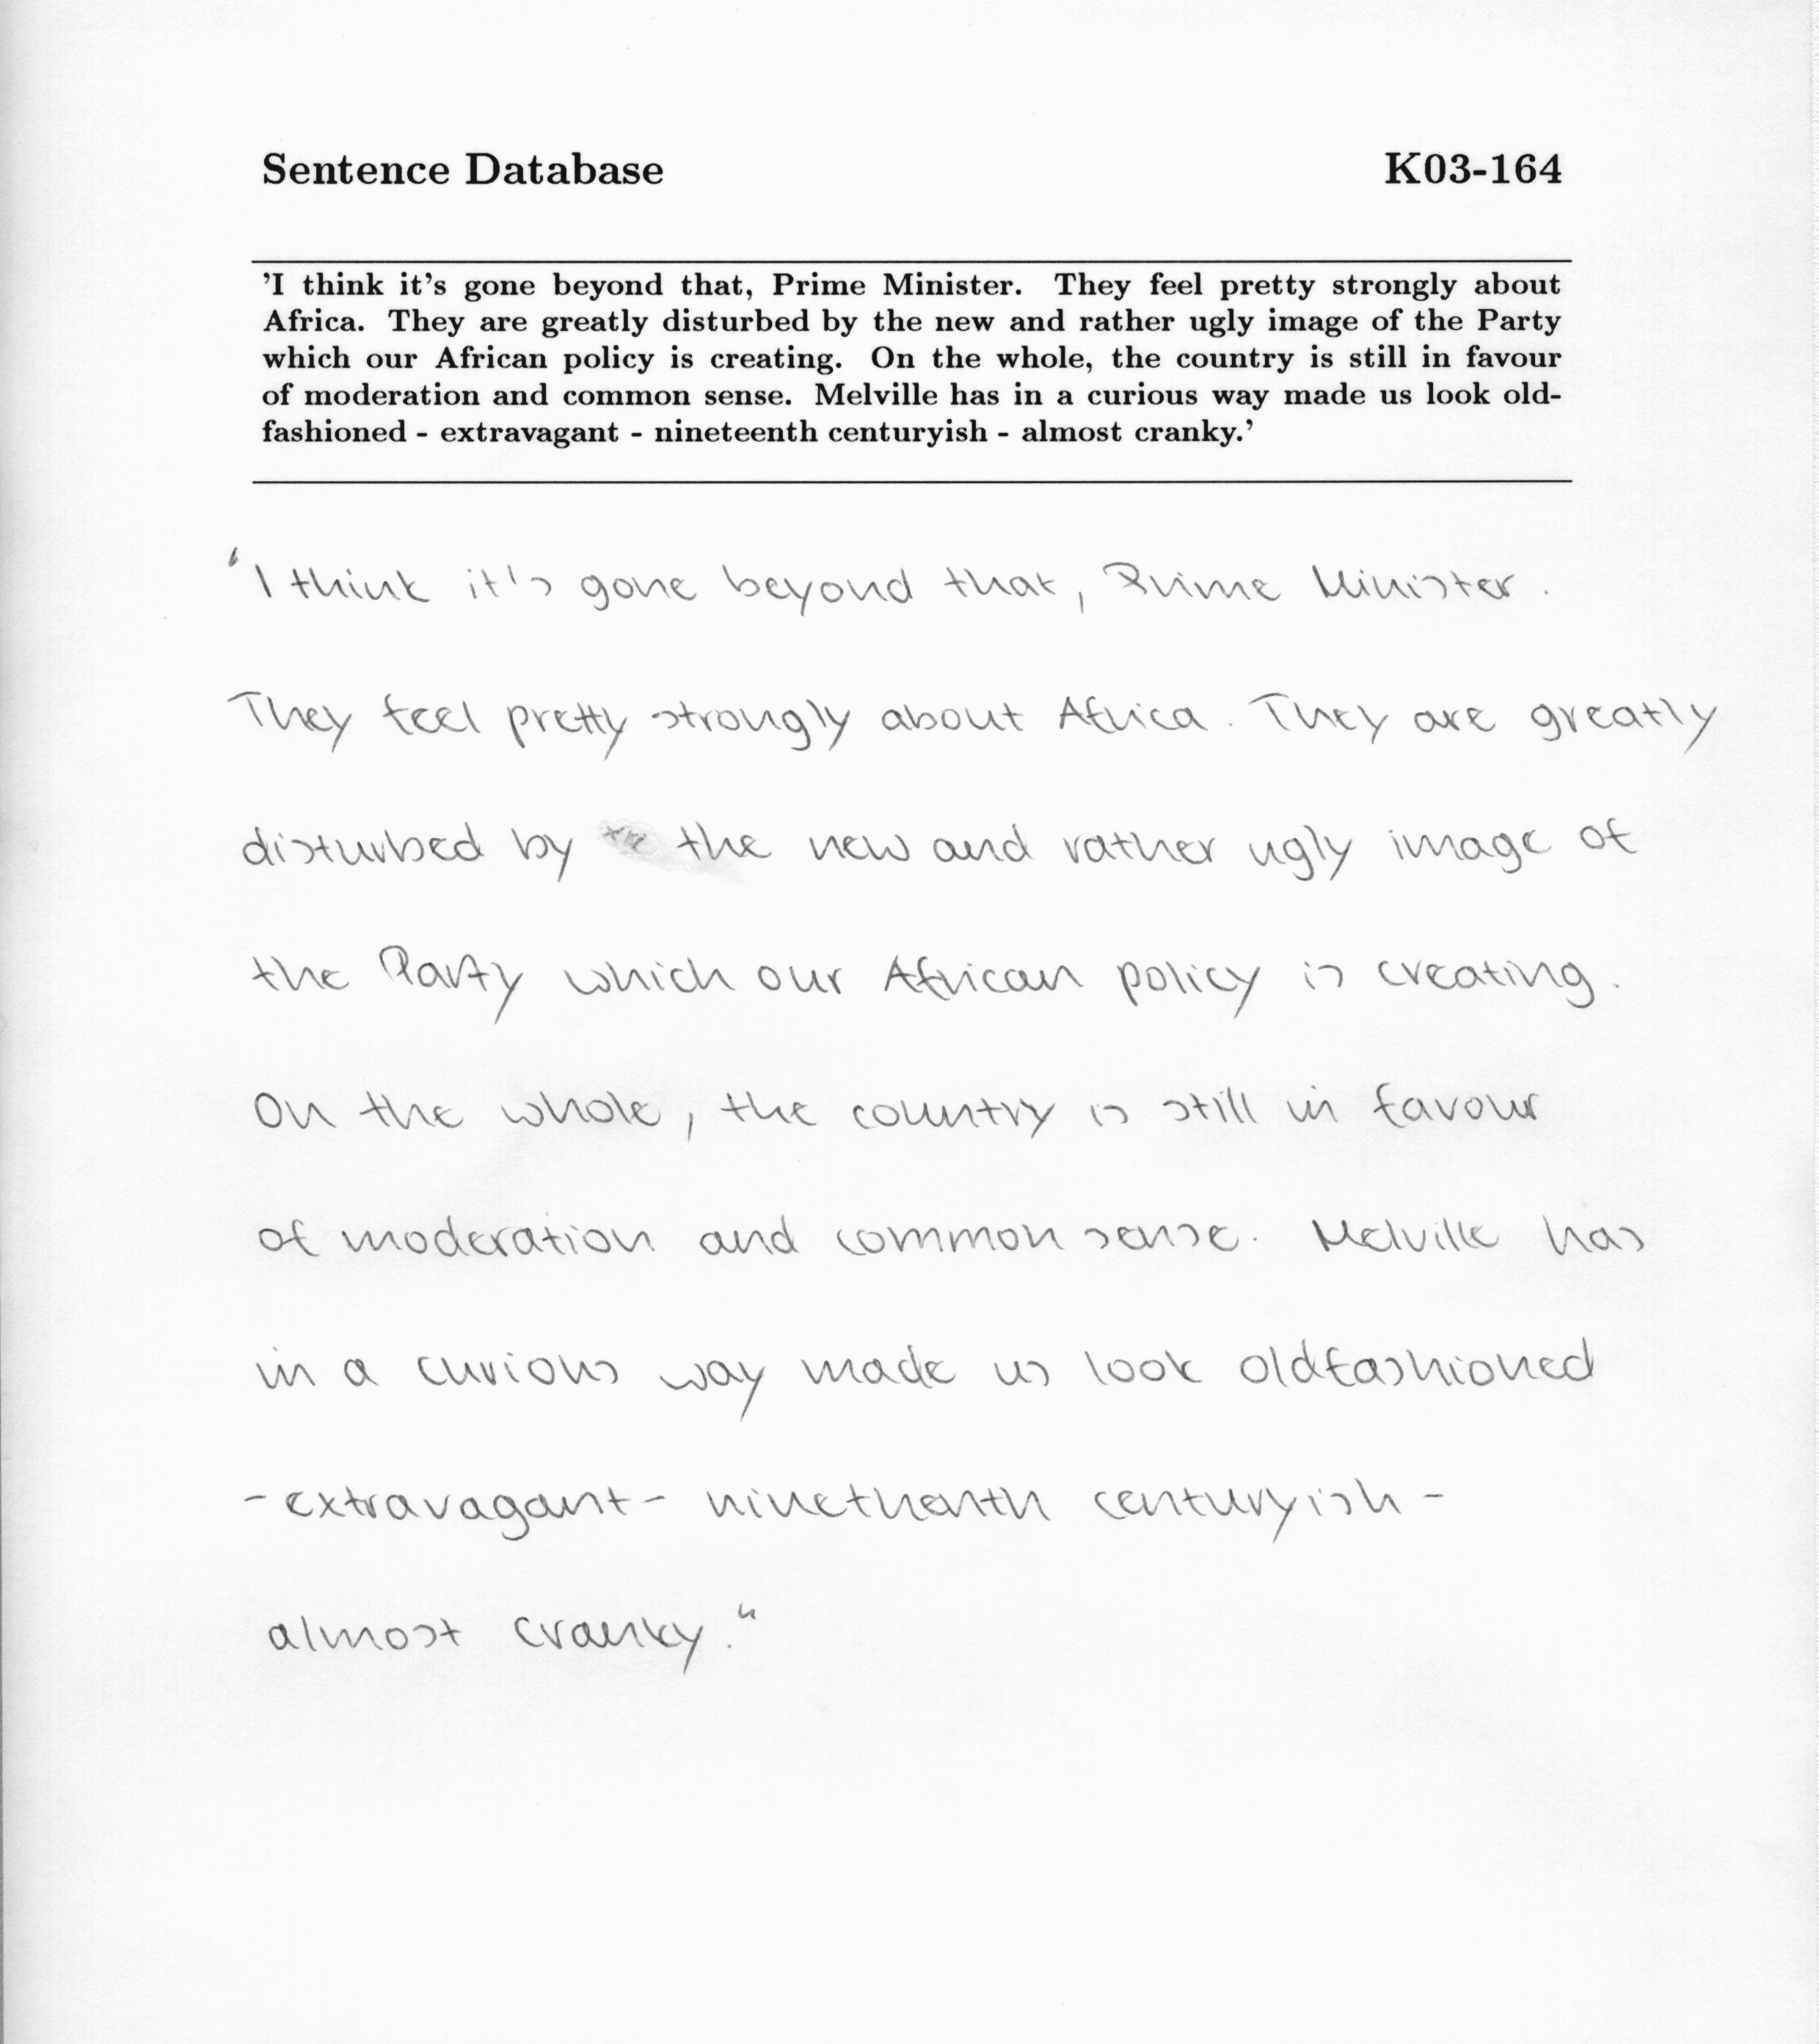 Sentence Database K03-164
'I think it's gone beyond that, Prime Minister. They feel pretty strongly about
Africa. They are greatly disturbed by the new and rather ugly image of the Party
which our African policy is creating. On the whole, the country is still in favour
of moderation and common sense. Melville has in a curious way made us look old-
fashioned - extravagant - nineteenth centuryish - almost cranky.'
'I think it's gone beyond that, Prime Minister.
They feel pretty strongly about Africa. They are greatly
disturbed by the new and rather ugly image of
the Party which our African policy is creating.
On the whole, the country is still in favour
of moderation and common sense. Melville has
in a curious way made us look oldfashioned
- extravagant - ninethenth centuryish -
almost cranky."